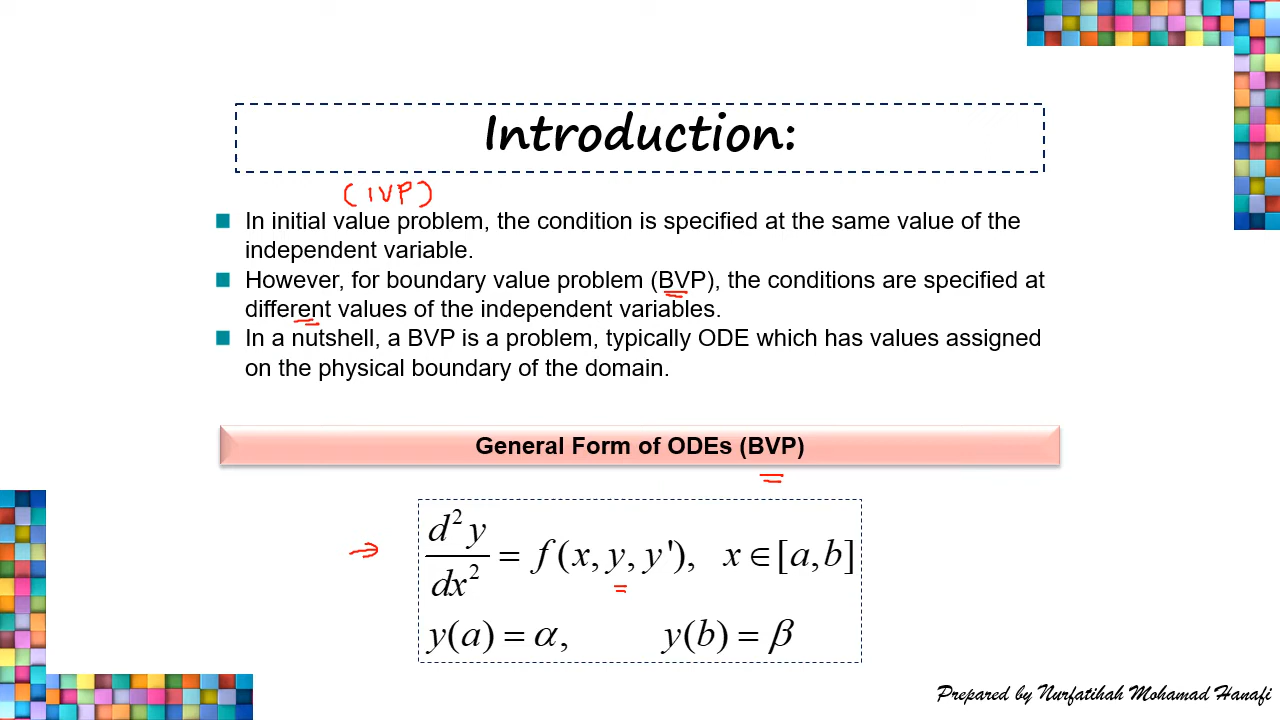 Introduction:
(IVP)
In initial value problem, the condition is specified at the same value of the
independent variable.
However, for boundary value problem (BVP), the conditions are specified at
different values of the independent variables.
In a nutshell, a BVP is a problem, typically ODE which has values assigned
on the physical boundary of the domain.
General Form of ODEs (BVP)
d²y/dx² = f(x, y, y'), x ∈ [a,b]
y(a) = α, y(b) = β
Prepared by Nurfatihah Mohamad Hanafi